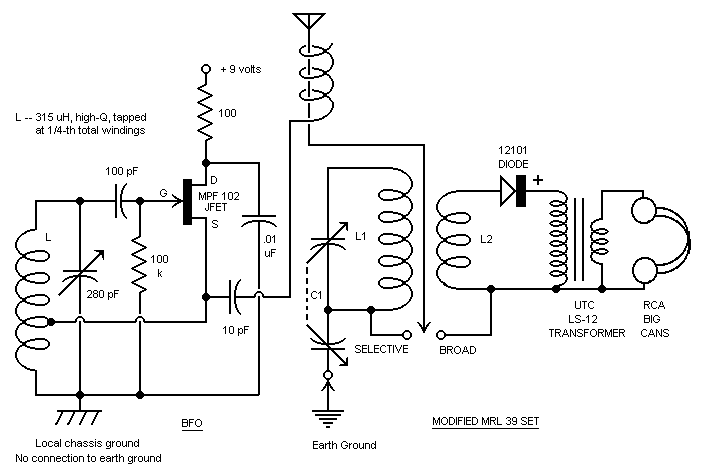 + 9 volts
100
L -- 315 uH, high-Q, tapped
at 1/4-th total windings
12101
DIODE
+
100 pF
D
G
MPF 102
JFET
S
L
L1
L2
.01
uF
100
k
280 pF
C1
10 pF
UTC
LS-12
TRANSFORMER
RCA
BIG
CANS
SELECTIVE
BROAD
BFO
MODIFIED MRL 39 SET
Local chassis ground
No connection to earth ground
Earth Ground